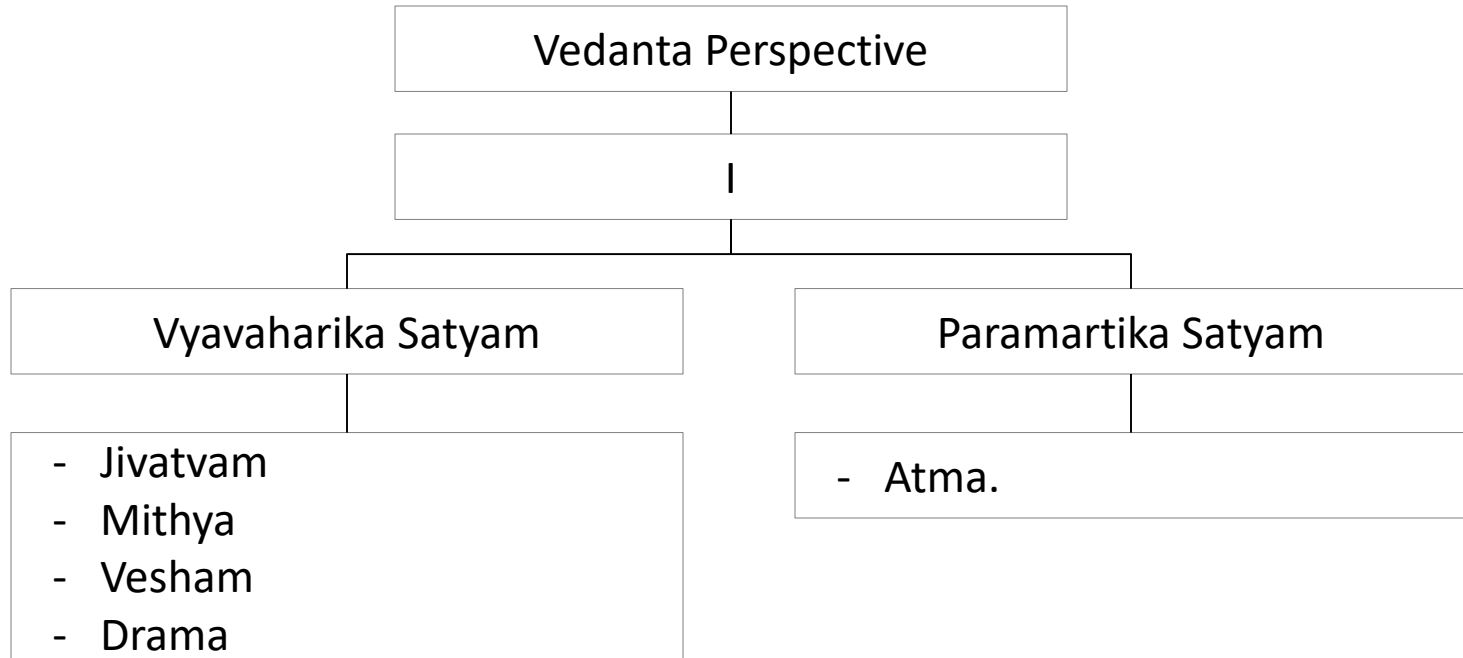 Vedanta Perspective
I
Vyavaharika Satyam
Paramartika Satyam
- Jivatvam
- Mithya
- Vesham
- Drama
- Atma.